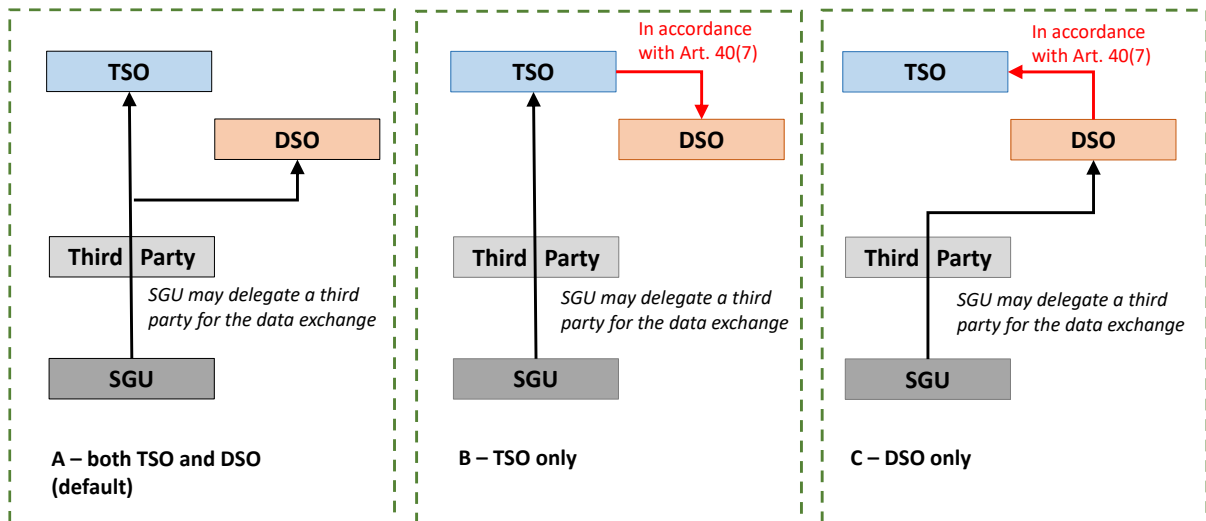 TSO
DSO
Third Party
SGU may delegate a third
party for the data exchange
SGU
A – both TSO and DSO
(default)
In accordance
with Art. 40(7)
TSO
DSO
Third Party
SGU may delegate a third
party for the data exchange
SGU
B – TSO only
In accordance
with Art. 40(7)
TSO
DSO
Third Party
SGU may delegate a third
party for the data exchange
SGU
C – DSO only